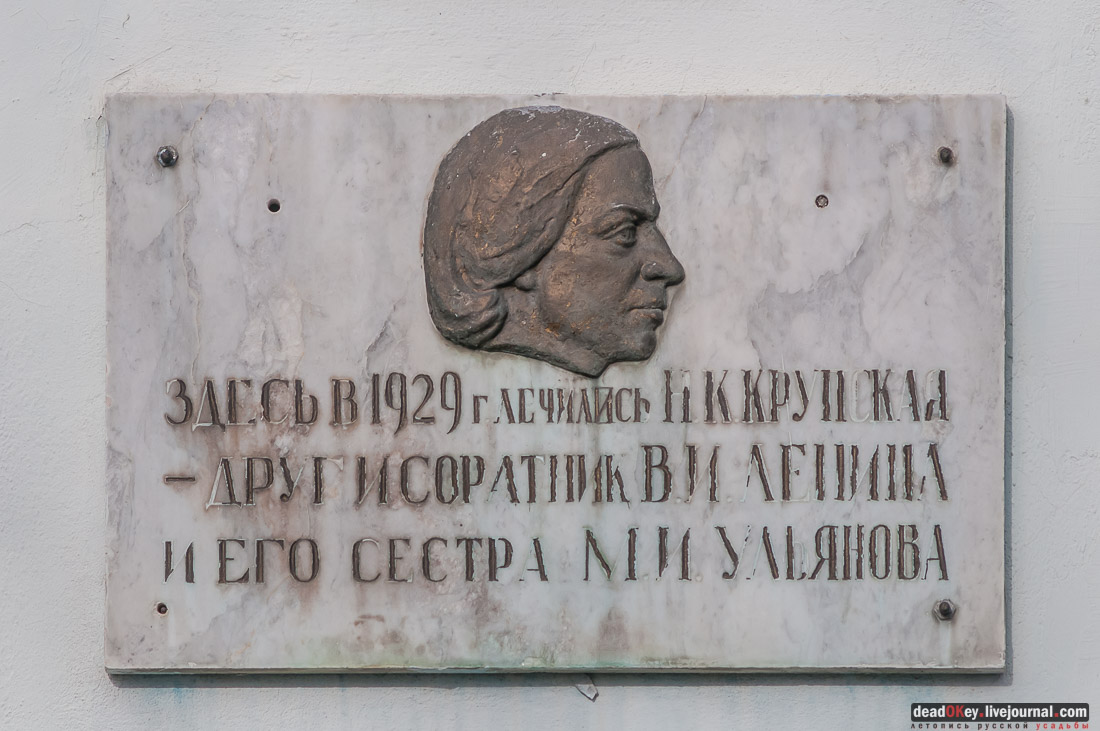 ЗДЕСЬ В 1929 г ЛЕЧИЛИСЬ Н.К.КРУПСКАЯ
– ДРУГ И СОРАТНИК В.И. ЛЕНИНА
И ЕГО СЕСТРА М.И. УЛЬЯНОВА
deadOKey.livejournal.com
летопись русской усадьбы